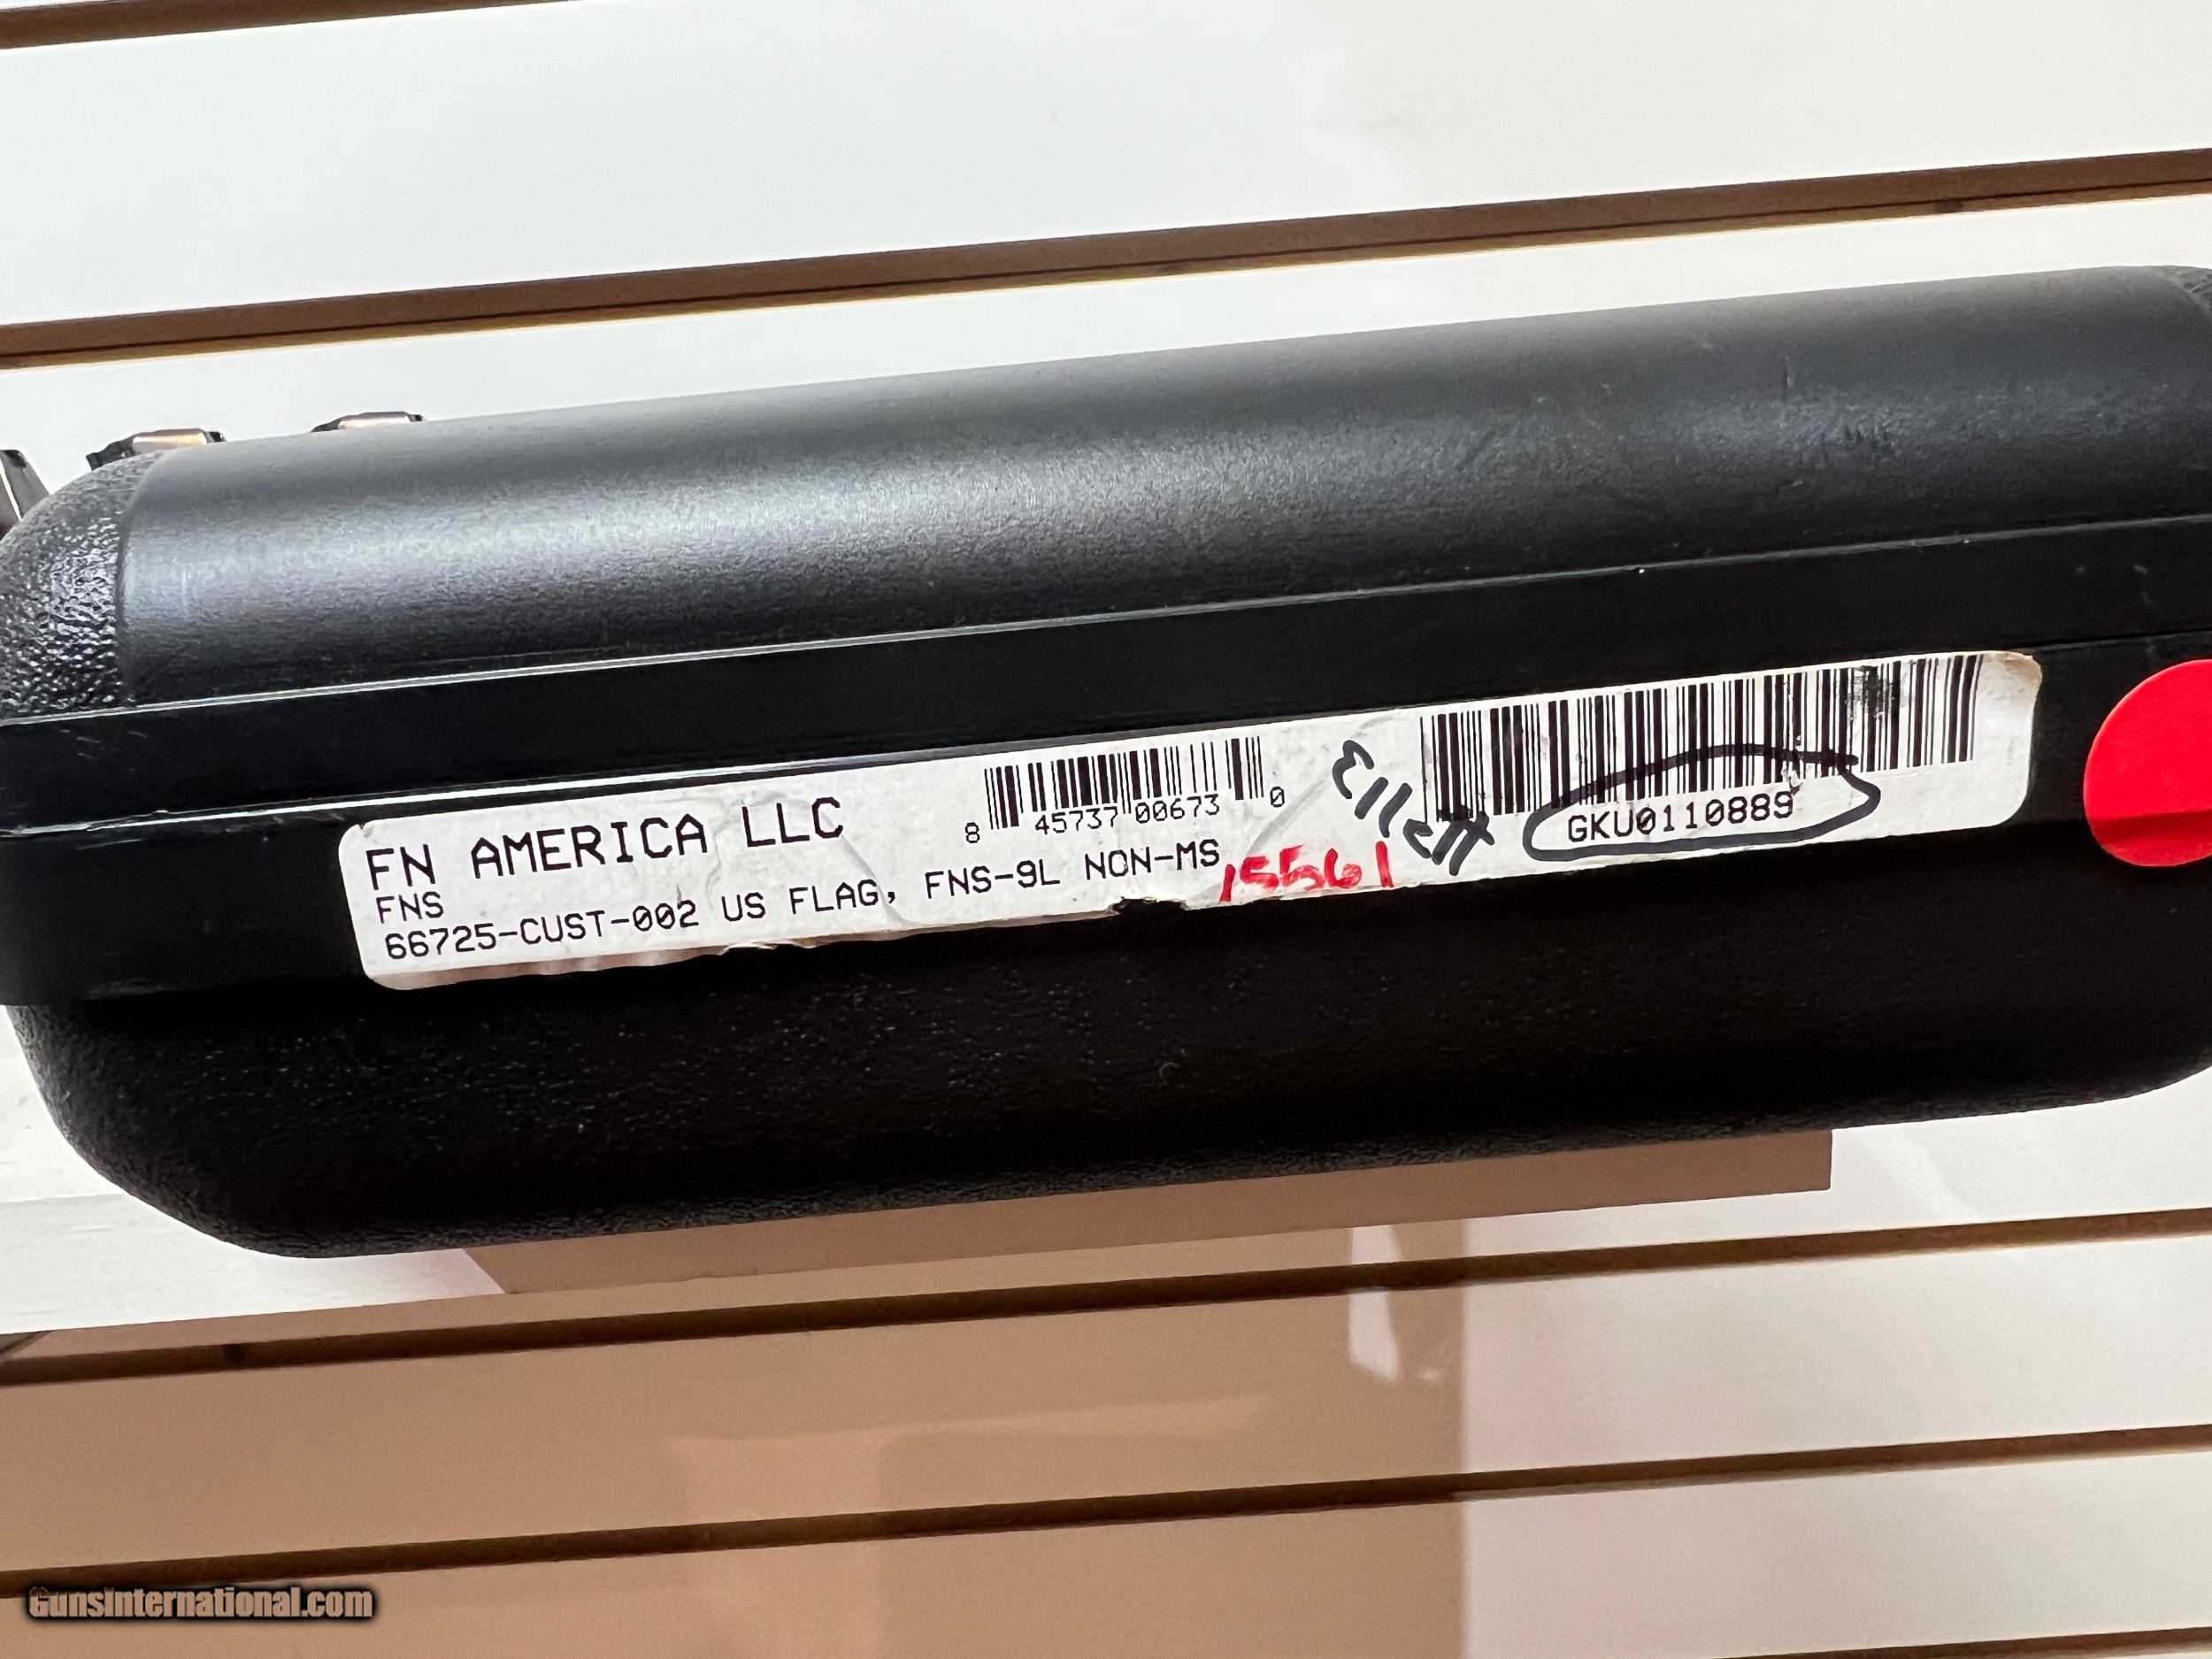 FN AMERICA LLC
FNS
66725-CUST-002 US FLAG, FNS-9L NON-MS
8 45737 00673 0
15561
Ellett
GKU0110889
GunsInternational.com